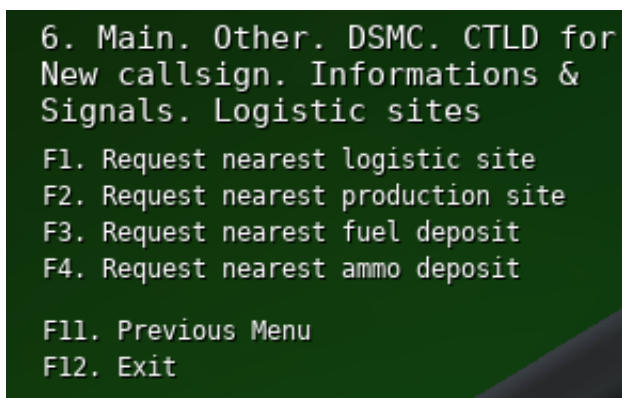 6. Main. Other. DSMC. CTLD for
New callsign. Informations &
Signals. Logistic sites
F1. Request nearest logistic site
F2. Request nearest production site
F3. Request nearest fuel deposit
F4. Request nearest ammo deposit
F11. Previous Menu
F12. Exit